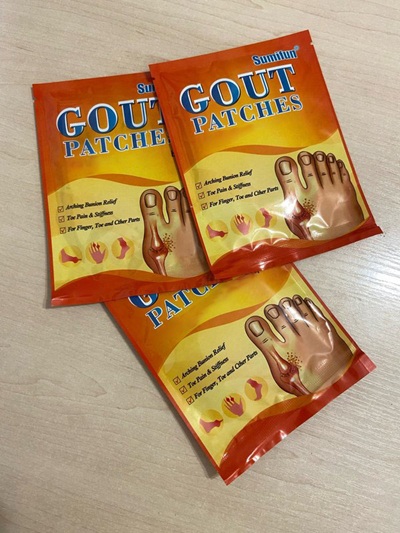 GOUT
PATCHES
Arching Bunion Relief
Toe Pain & Stiffness
For Finger, Toe and Other Parts
Sumifun®
GOUT
PATCHES
Arching Bunion Relief
Toe Pain & Stiffness
For Finger, Toe and Other Parts
GOUT
PATCHES
Arching Bunion Relief
Toe Pain & Stiffness
For Finger, Toe and Other Parts